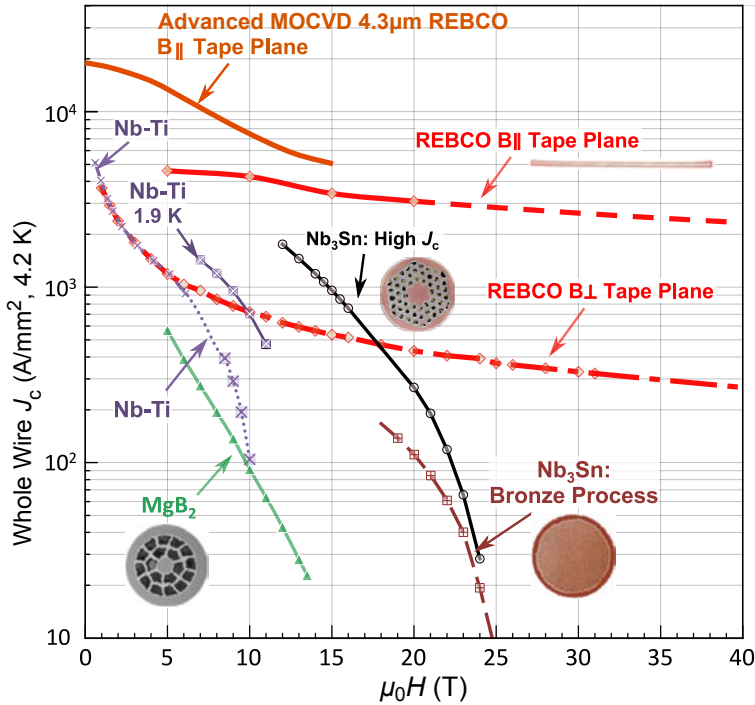 Advanced MOCVD 4.3μm REBCO
B∥ Tape Plane
Nb-Ti
REBCO B∥ Tape Plane
Nb-Ti
1.9 K
Nb₃Sn: High Jc
REBCO B⊥ Tape Plane
Nb-Ti
MgB₂
Nb₃Sn:
Bronze Process
Whole Wire Jc (A/mm², 4.2 K)
10⁴
10³
10²
10
0 5 10 15 20 25 30 35 40
μ₀H (T)